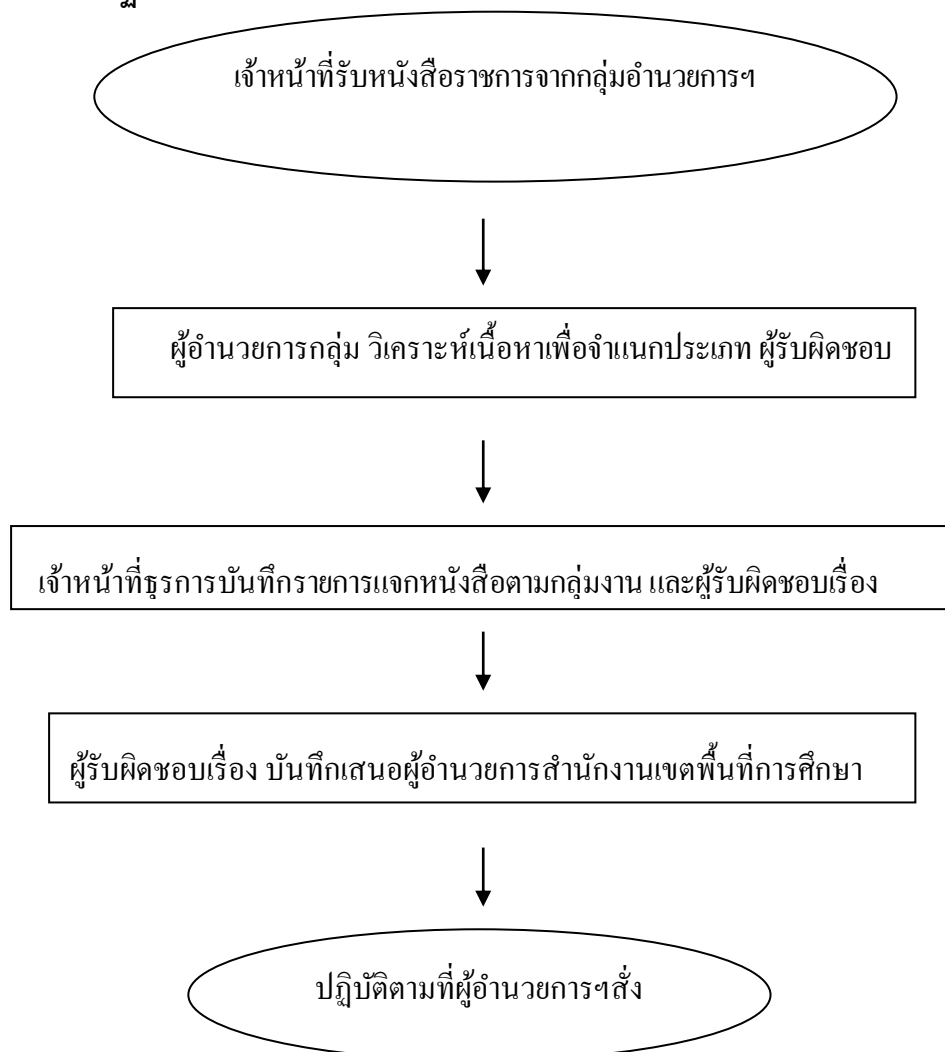 เจ้าหน้าที่รับหนังสือราชการจากกลุ่มอำนวยการฯ
ผู้อำนวยการกลุ่ม วิเคราะห์เนื้อหาเพื่อจำแนกประเภท ผู้รับผิดชอบ
เจ้าหน้าที่ธุรการบันทึกรายการแจกหนังสือตามกลุ่มงาน และผู้รับผิดชอบเรื่อง
ผู้รับผิดชอบเรื่อง บันทึกเสนอผู้อำนวยการสำนักงานเขตพื้นที่การศึกษา
ปฏิบัติตามที่ผู้อำนวยการฯสั่ง